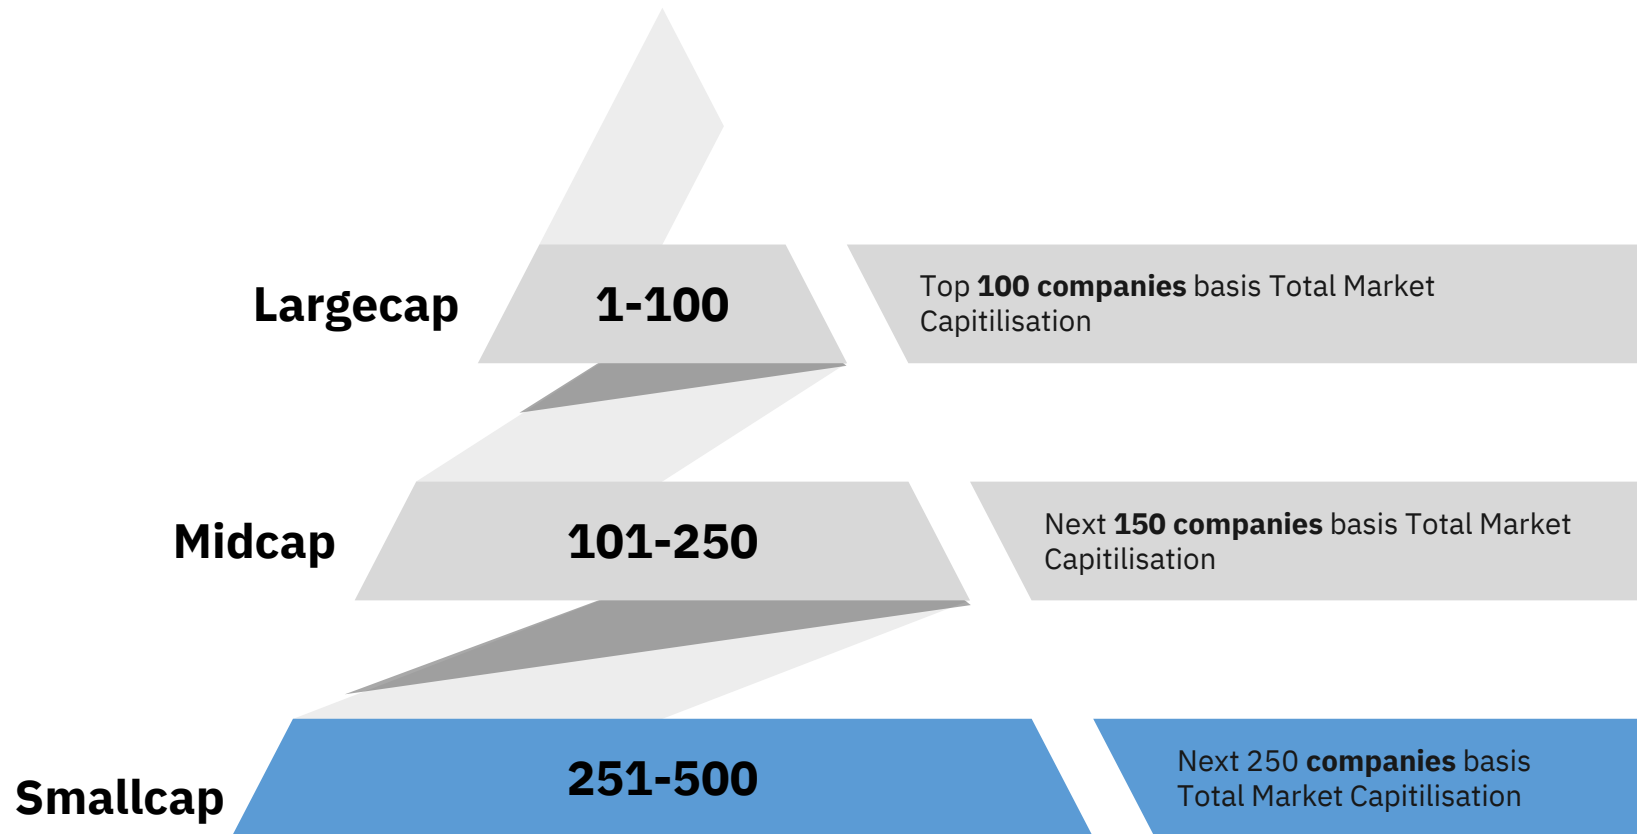 Largecap
1-100
Top 100 companies basis Total Market
Capitilisation
Midcap
101-250
Next 150 companies basis Total Market
Capitilisation
Smallcap
251-500
Next 250 companies basis
Total Market Capitilisation